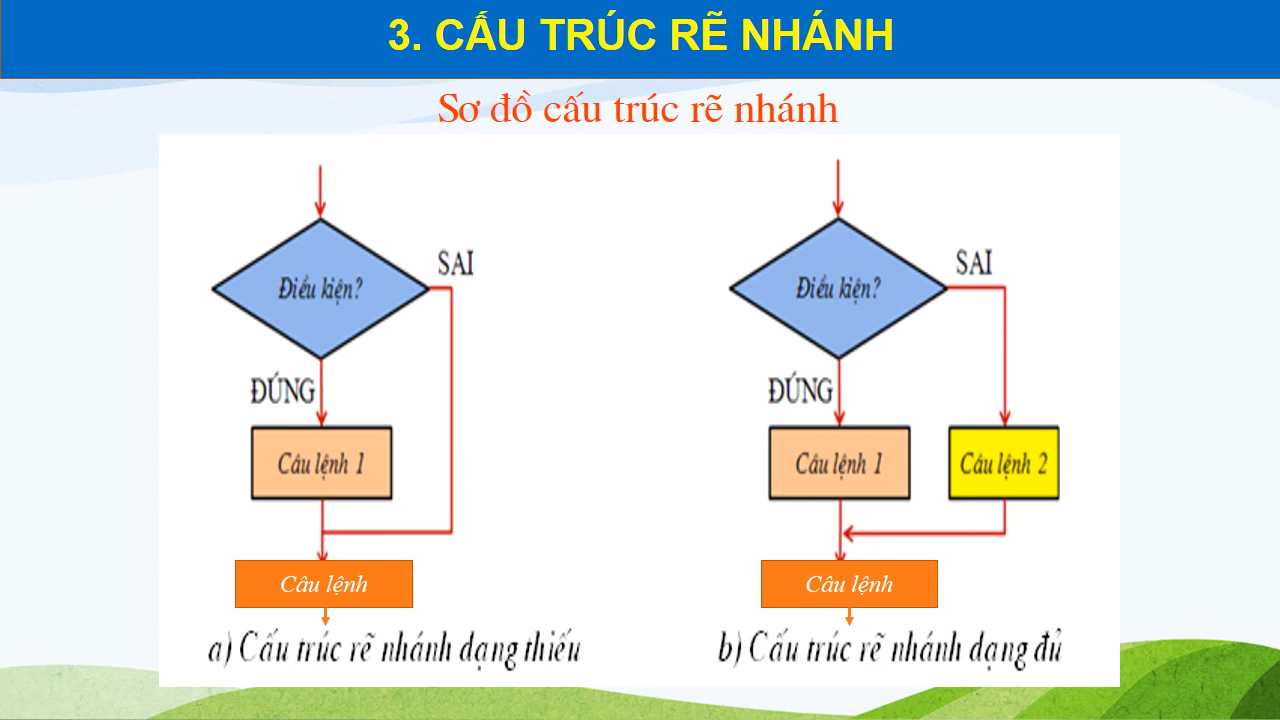 3. CẤU TRÚC RẼ NHÁNH
Sơ đồ cấu trúc rẽ nhánh
Điều kiện?
SAI
ĐÚNG
Câu lệnh 1
Câu lệnh
a) Cấu trúc rẽ nhánh dạng thiếu
Điều kiện?
SAI
ĐÚNG
Câu lệnh 1
Câu lệnh 2
Câu lệnh
b) Cấu trúc rẽ nhánh dạng đủ